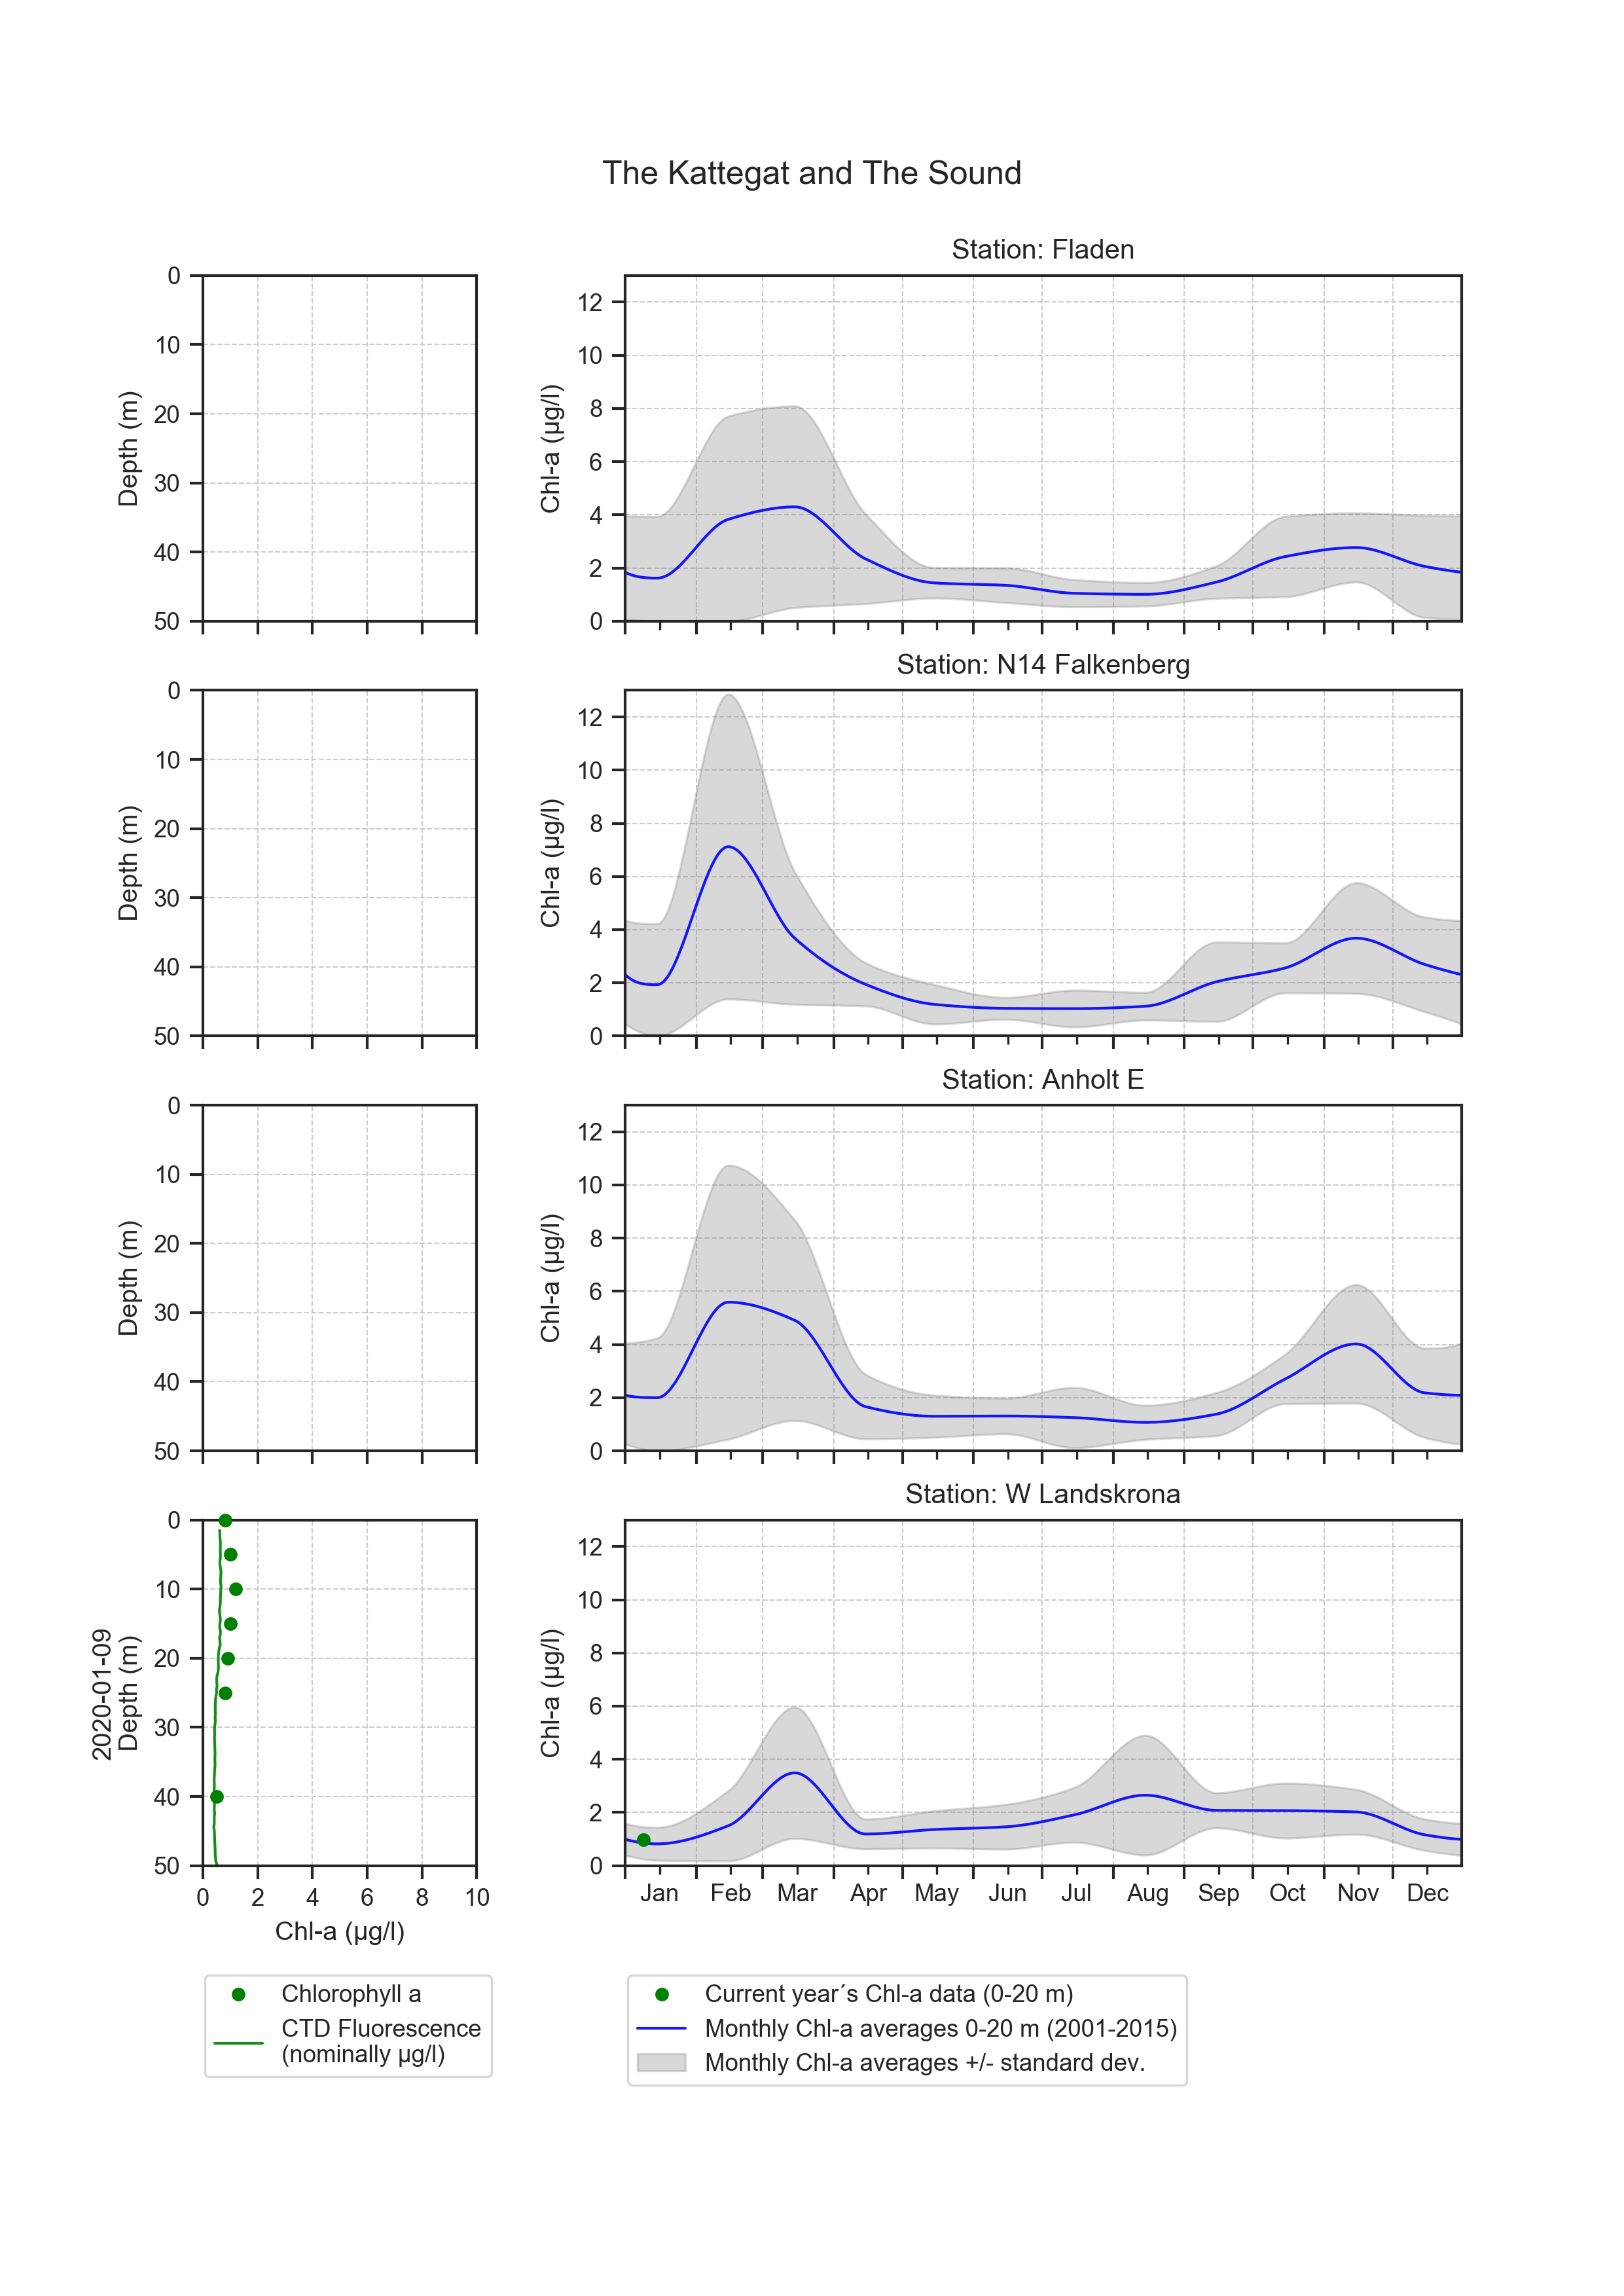 The Kattegat and The Sound
Station: Fladen
0
10
20
30
40
50
Depth (m)
12
10
8
6
4
2
0
Chl-a (µg/l)
Station: N14 Falkenberg
0
10
20
30
40
50
Depth (m)
12
10
8
6
4
2
0
Chl-a (µg/l)
Station: Anholt E
0
10
20
30
40
50
Depth (m)
12
10
8
6
4
2
0
Chl-a (µg/l)
Station: W Landskrona
0
10
20
30
40
50
2020-01-09
Depth (m)
0 2 4 6 8 10
Chl-a (µg/l)
12
10
8
6
4
2
0
Chl-a (µg/l)
Jan Feb Mar Apr May Jun Jul Aug Sep Oct Nov Dec
Chlorophyll a
CTD Fluorescence
(nominally µg/l)
Current year´s Chl-a data (0-20 m)
Monthly Chl-a averages 0-20 m (2001-2015)
Monthly Chl-a averages +/- standard dev.